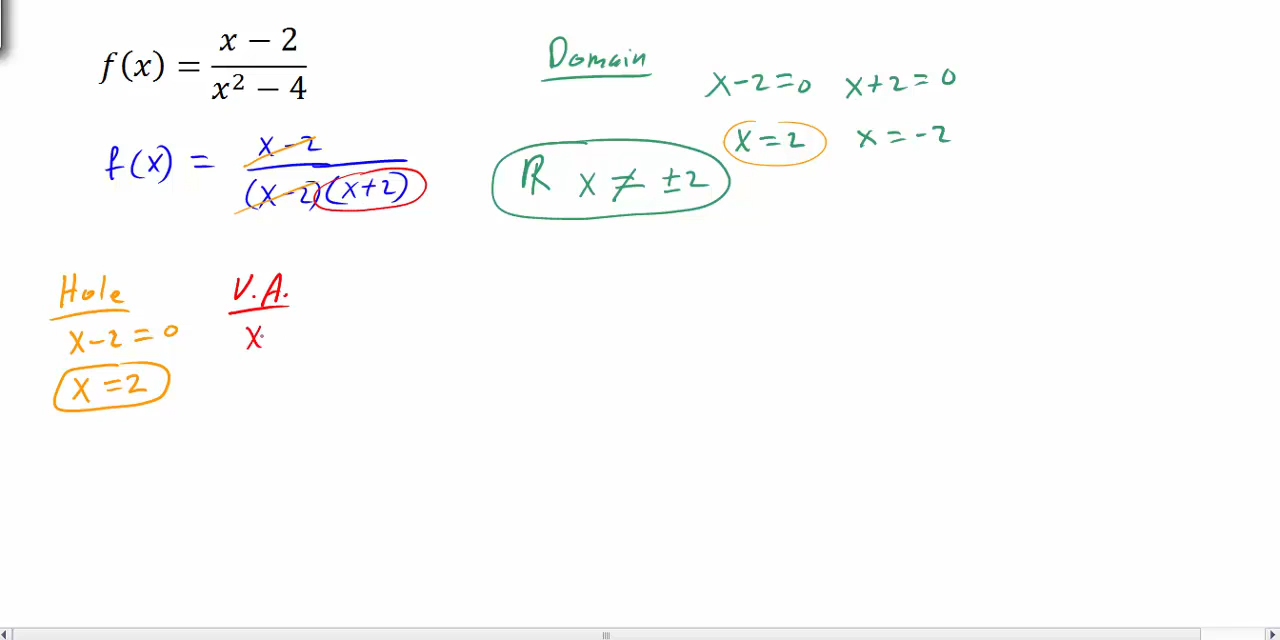 f(x) = (x − 2)/(x² − 4)
Domain
x−2=0 x+2=0
x=2 x=-2
f(x) = (x−2)/((x−2)(x+2))
ℝ x ≠ ±2
Hole V.A.
x−2=0 x
x=2